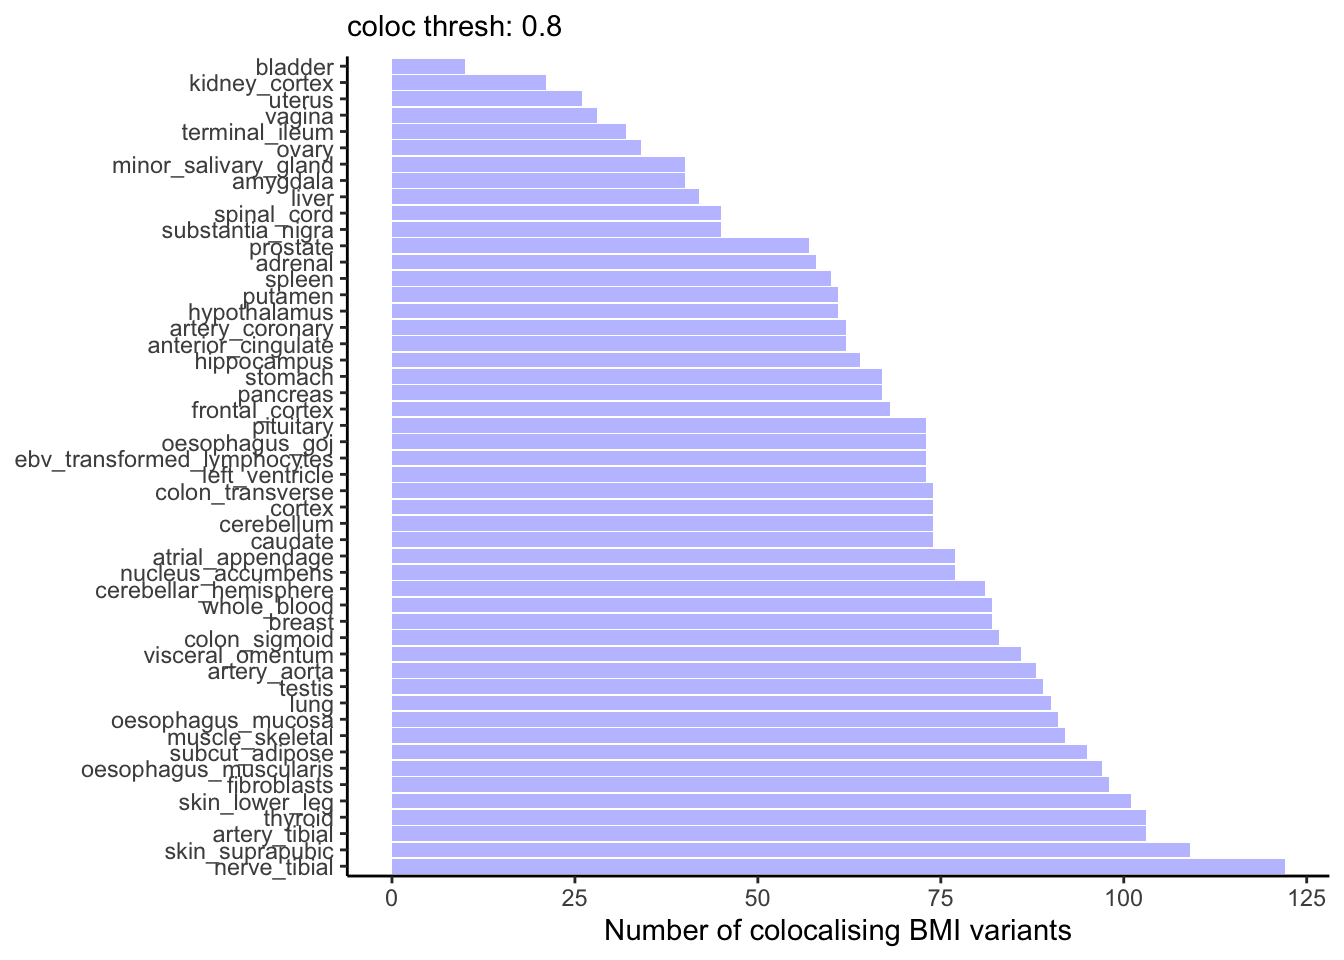 coloc thresh: 0.8
bladder
kidney_cortex
uterus
vagina
terminal_ileum
ovary
minor_salivary_gland
amygdala
liver
spinal_cord
substantia_nigra
prostate
adrenal
spleen
putamen
hypothalamus
artery_coronary
anterior_cingulate
hippocampus
stomach
pancreas
frontal_cortex
pituitary
oesophagus_goj
ebv_transformed_lymphocytes
left_ventricle
colon_transverse
cortex
cerebellum
caudate
atrial_appendage
nucleus_accumbens
cerebellar_hemisphere
whole_blood
breast
colon_sigmoid
visceral_omentum
artery_aorta
testis
lung
oesophagus_mucosa
muscle_skeletal
subcut_adipose
oesophagus_muscularis
fibroblasts
skin_lower_leg
thyroid
artery_tibial
skin_suprapubic
nerve_tibial
0 25 50 75 100 125
Number of colocalising BMI variants